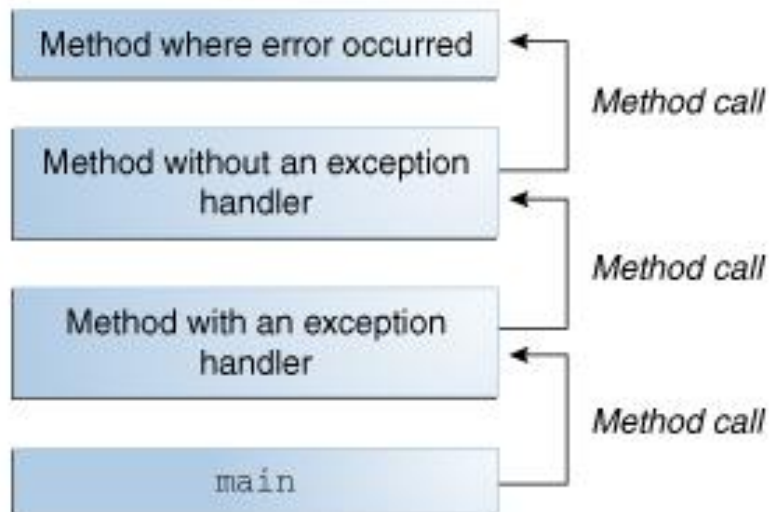 Method where error occurred
Method call
Method without an exception
handler
Method call
Method with an exception
handler
Method call
main